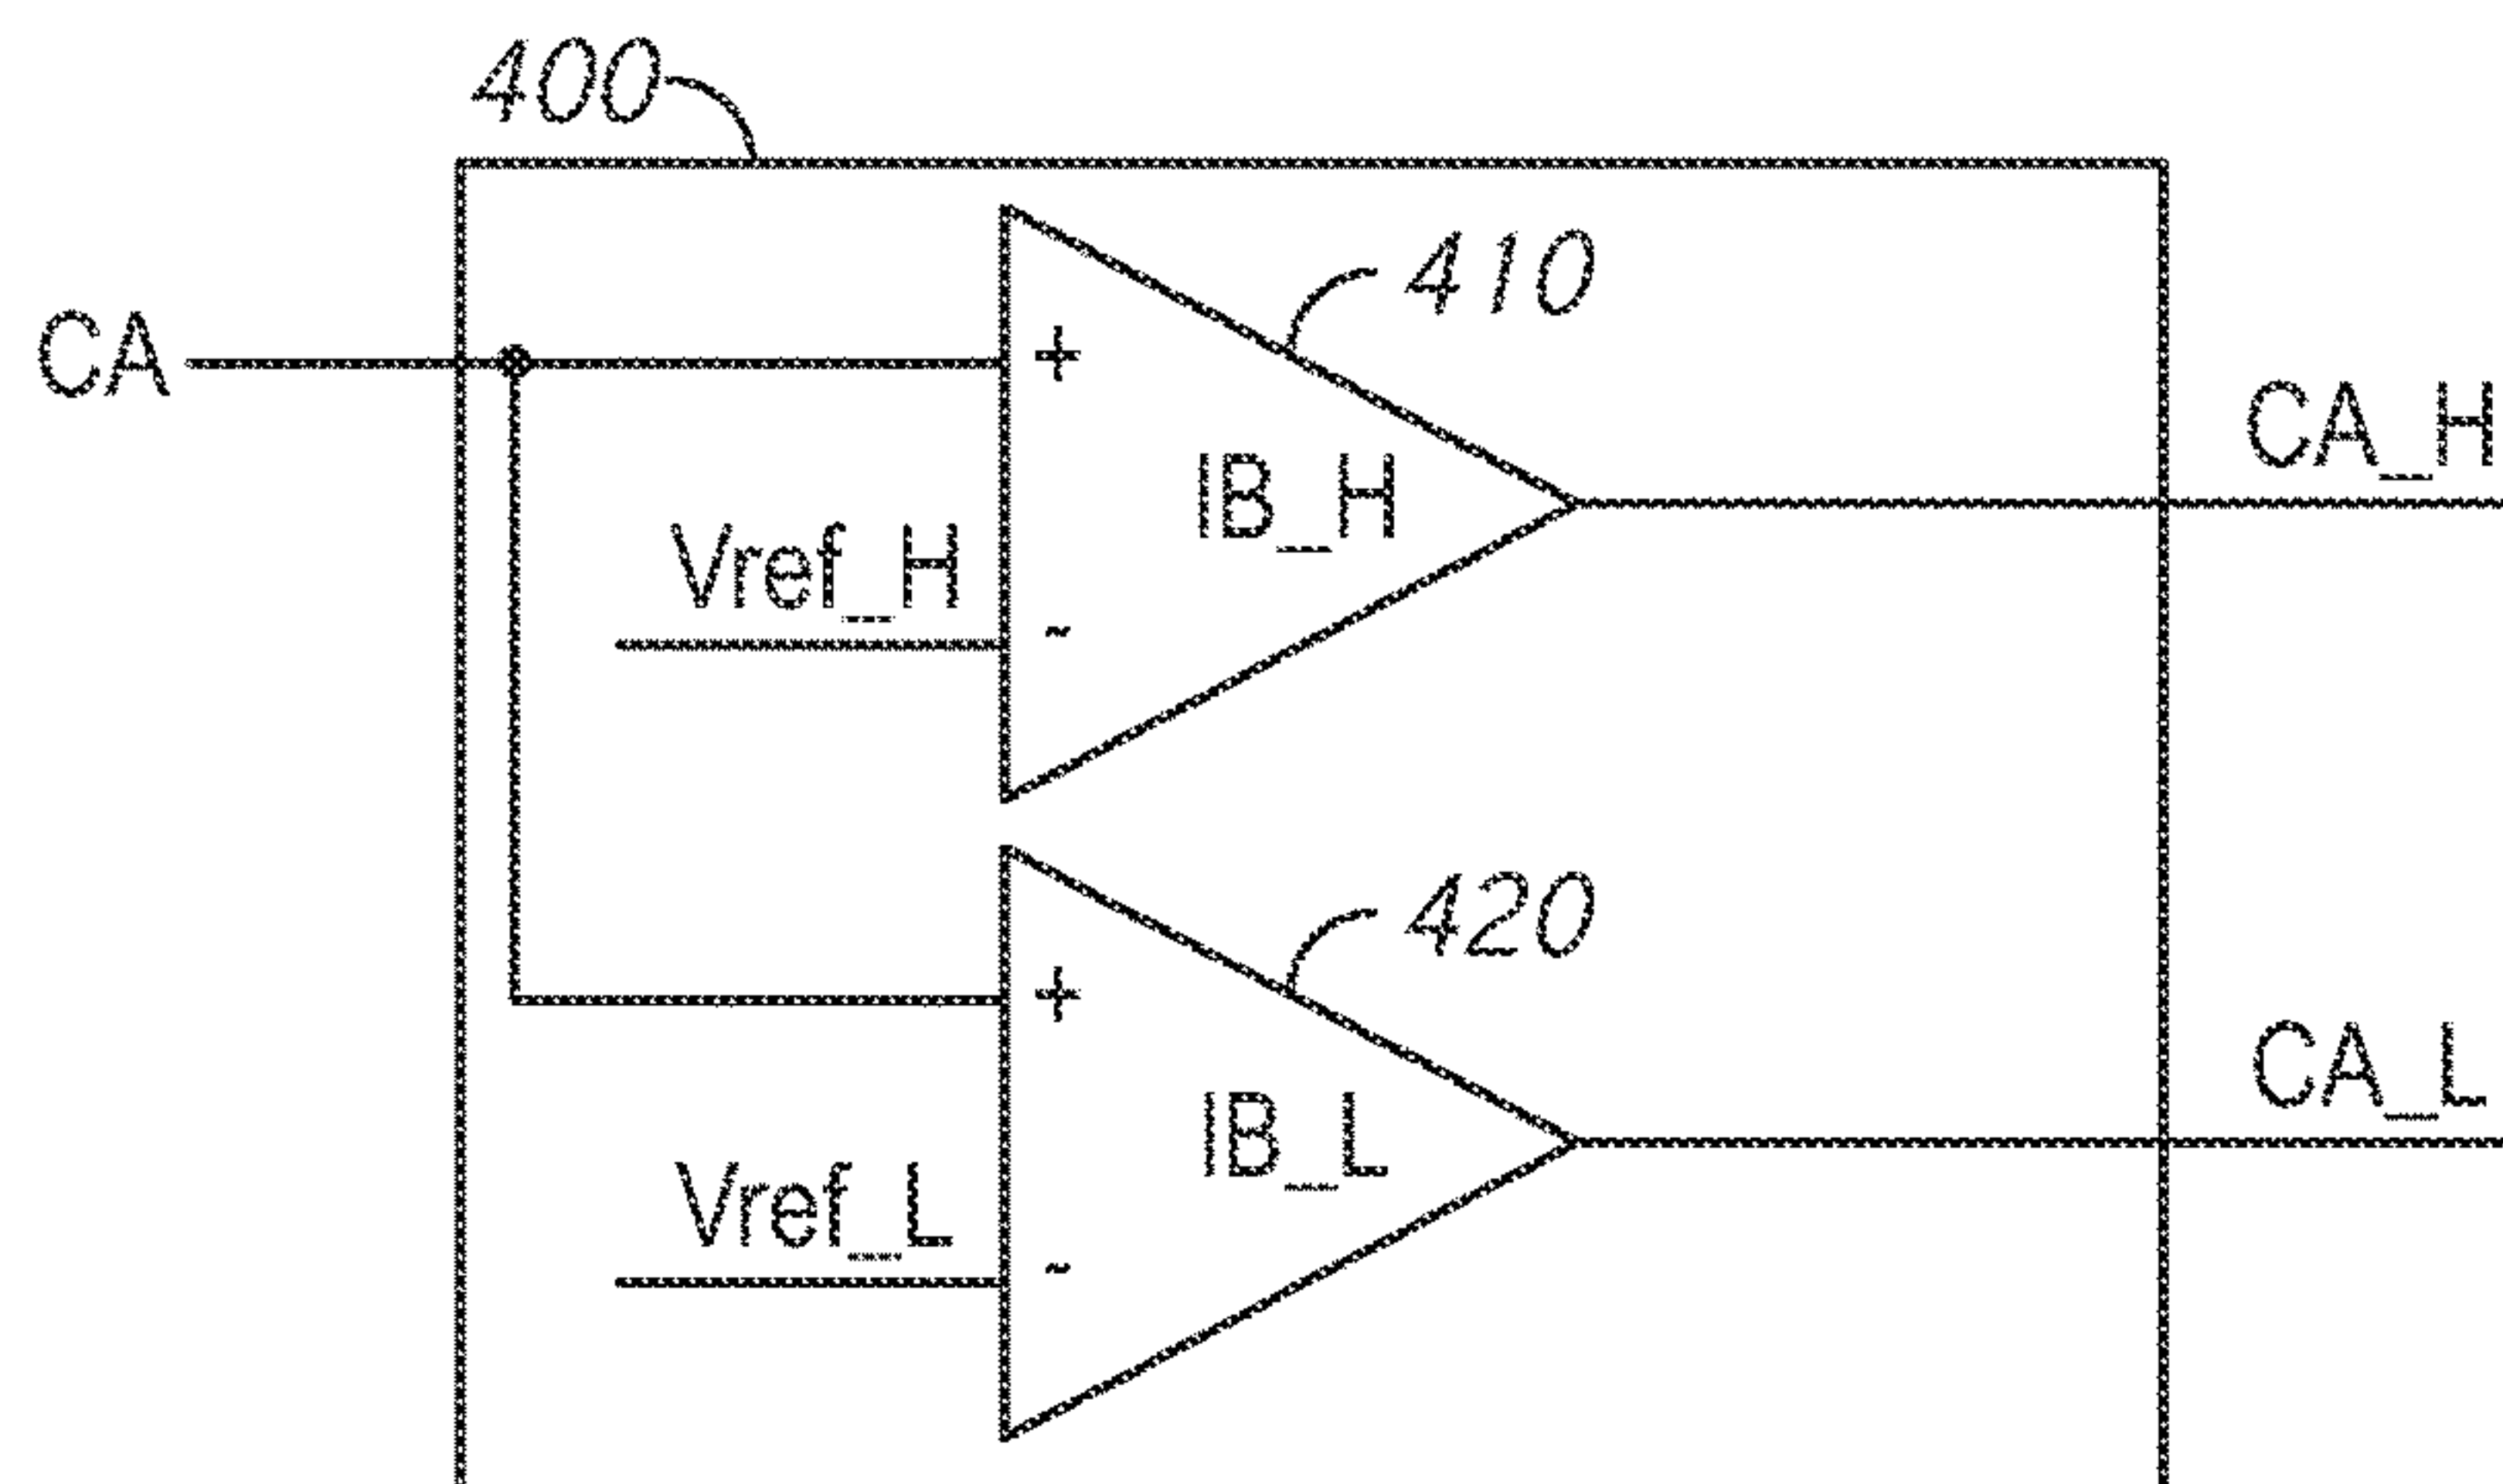 400
410
CA
+
CA_H
IB_H
Vref_H
-
420
+
CA_L
IB_L
Vref_L
-